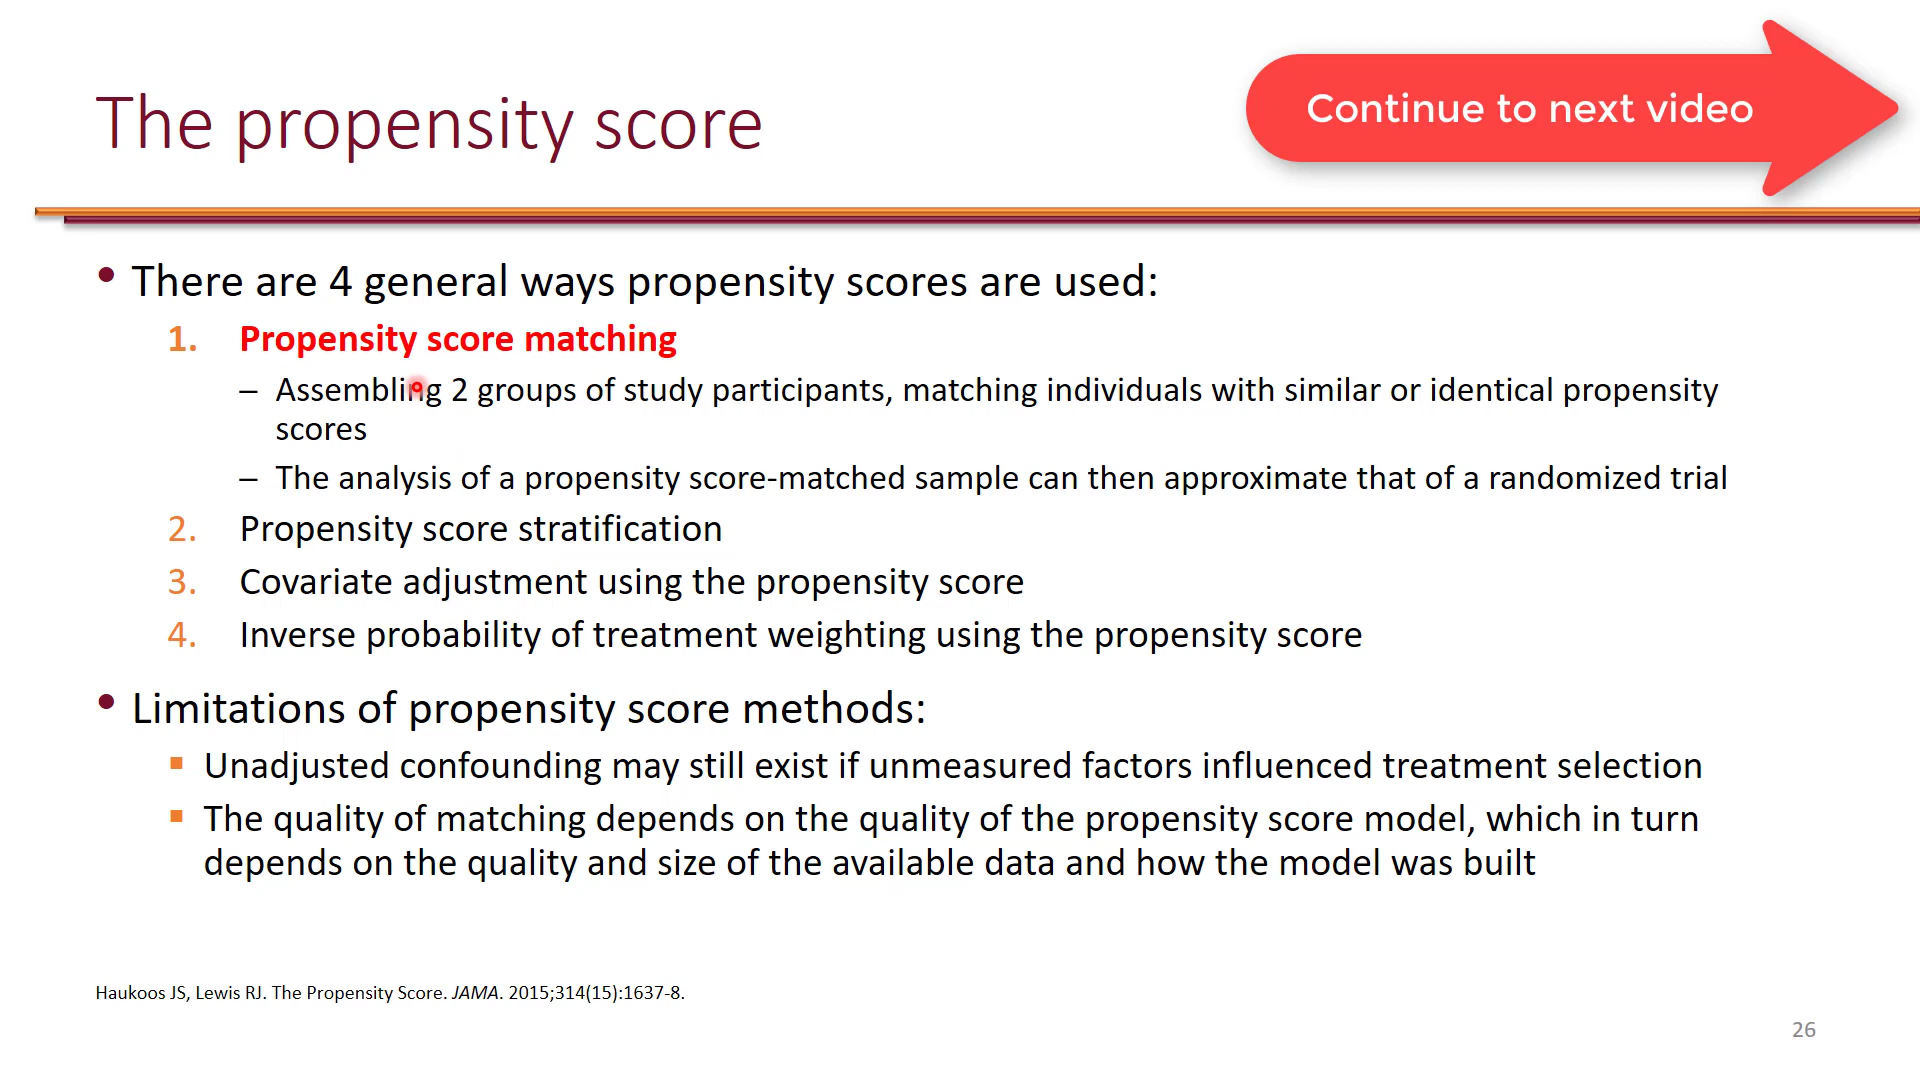 The propensity score
Continue to next video
• There are 4 general ways propensity scores are used:
1. Propensity score matching
– Assembling 2 groups of study participants, matching individuals with similar or identical propensity
scores
– The analysis of a propensity score-matched sample can then approximate that of a randomized trial
2. Propensity score stratification
3. Covariate adjustment using the propensity score
4. Inverse probability of treatment weighting using the propensity score
• Limitations of propensity score methods:
▪ Unadjusted confounding may still exist if unmeasured factors influenced treatment selection
▪ The quality of matching depends on the quality of the propensity score model, which in turn
depends on the quality and size of the available data and how the model was built
Haukoos JS, Lewis RJ. The Propensity Score. JAMA. 2015;314(15):1637-8.
26